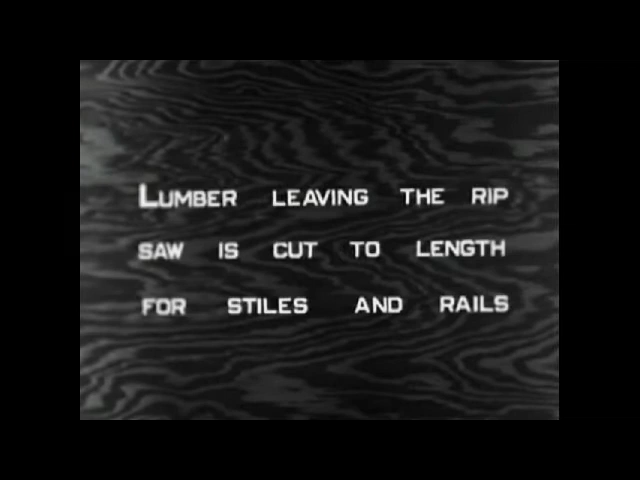 LUMBER LEAVING THE RIP
SAW IS CUT TO LENGTH
FOR STILES AND RAILS